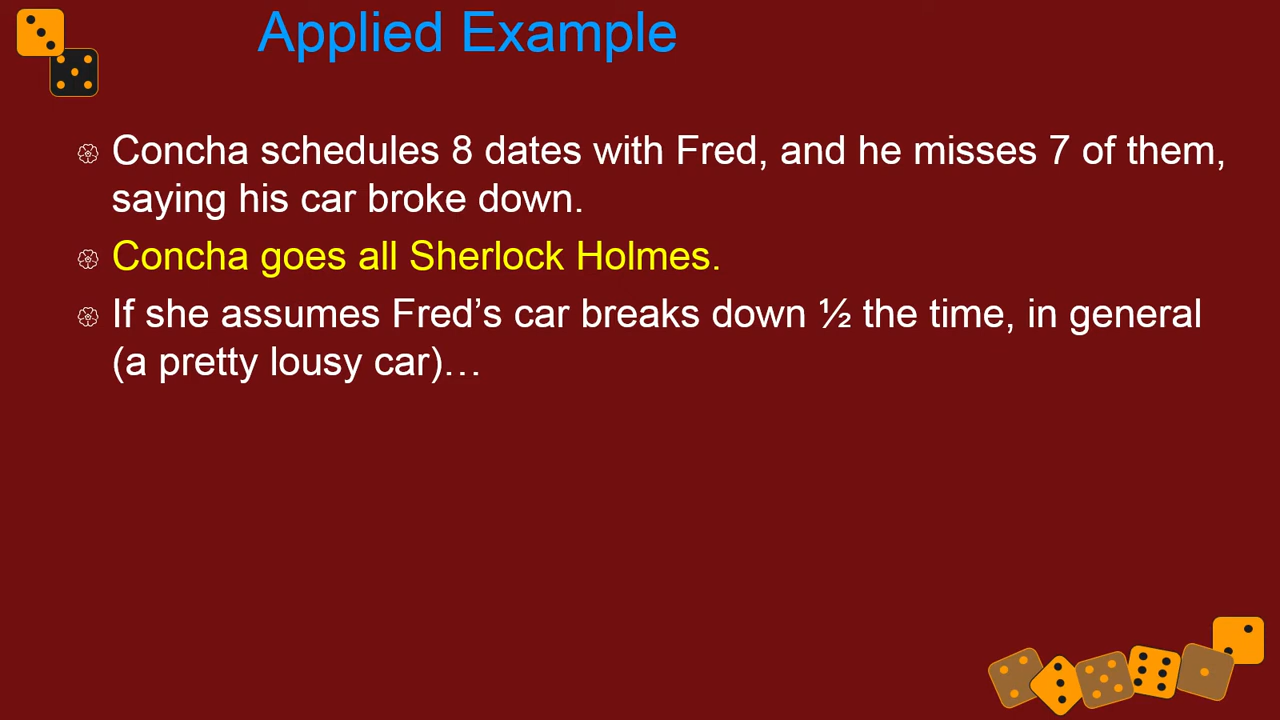 Applied Example
Concha schedules 8 dates with Fred, and he misses 7 of them,
saying his car broke down.
Concha goes all Sherlock Holmes.
If she assumes Fred’s car breaks down ½ the time, in general
(a pretty lousy car)…